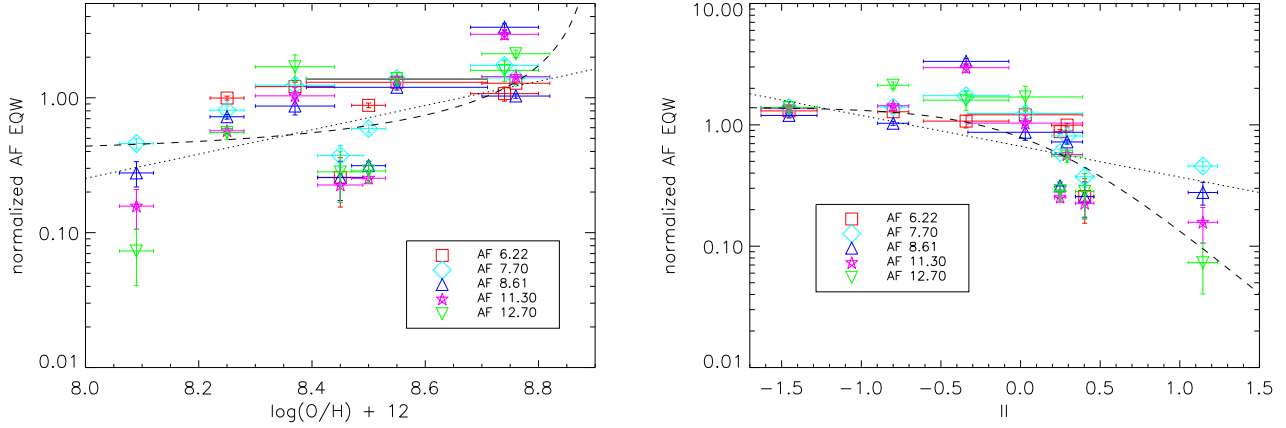 normalized AF EQW
1.00
0.10
0.01
8.0 8.2 8.4 8.6 8.8
log(O/H) + 12
AF 6.22
AF 7.70
AF 8.61
AF 11.30
AF 12.70
normalized AF EQW
10.00
1.00
0.10
0.01
−1.5 −1.0 −0.5 0.0 0.5 1.0 1.5
II
AF 6.22
AF 7.70
AF 8.61
AF 11.30
AF 12.70